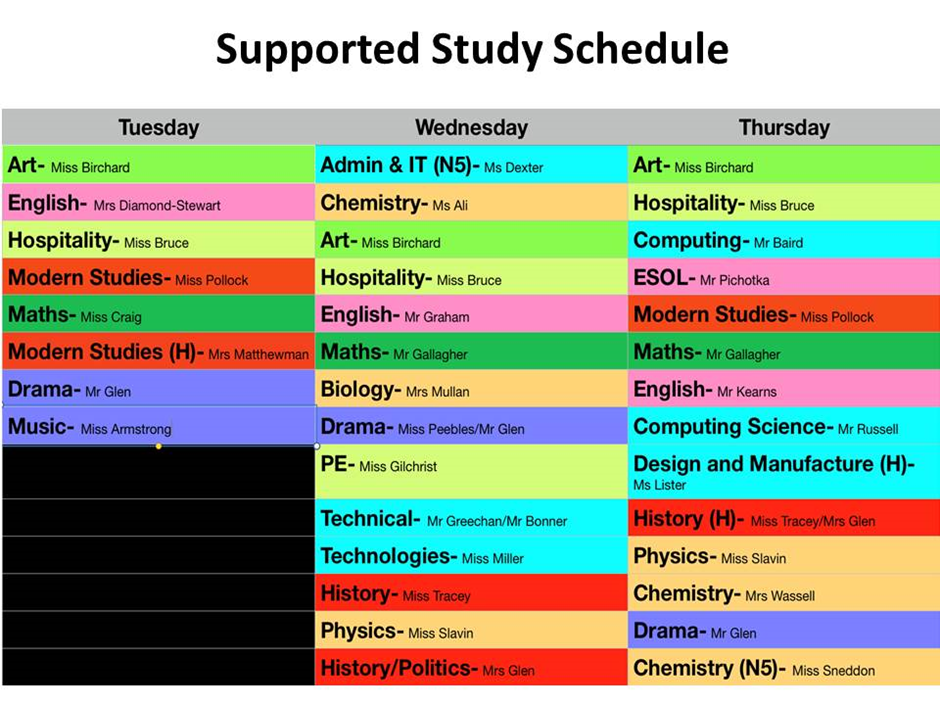 Supported Study Schedule
Tuesday Wednesday Thursday
Art- Miss Birchard Admin & IT (N5)- Ms Dexter Art- Miss Birchard
English- Mrs Diamond-Stewart Chemistry- Ms Ali Hospitality- Miss Bruce
Hospitality- Miss Bruce Art- Miss Birchard Computing- Mr Baird
Modern Studies- Miss Pollock Hospitality- Miss Bruce ESOL- Mr Pichotka
Maths- Miss Craig English- Mr Graham Modern Studies- Miss Pollock
Modern Studies (H)- Mrs Matthewman Maths- Mr Gallagher Maths- Mr Gallagher
Drama- Mr Glen Biology- Mrs Mullan English- Mr Kearns
Music- Miss Armstrong Drama- Miss Peebles/Mr Glen Computing Science- Mr Russell
PE- Miss Gilchrist Design and Manufacture (H)-
Ms Lister
Technical- Mr Greechan/Mr Bonner History (H)- Miss Tracey/Mrs Glen
Technologies- Miss Miller Physics- Miss Slavin
History- Miss Tracey Chemistry- Mrs Wassell
Physics- Miss Slavin Drama- Mr Glen
History/Politics- Mrs Glen Chemistry (N5)- Miss Sneddon